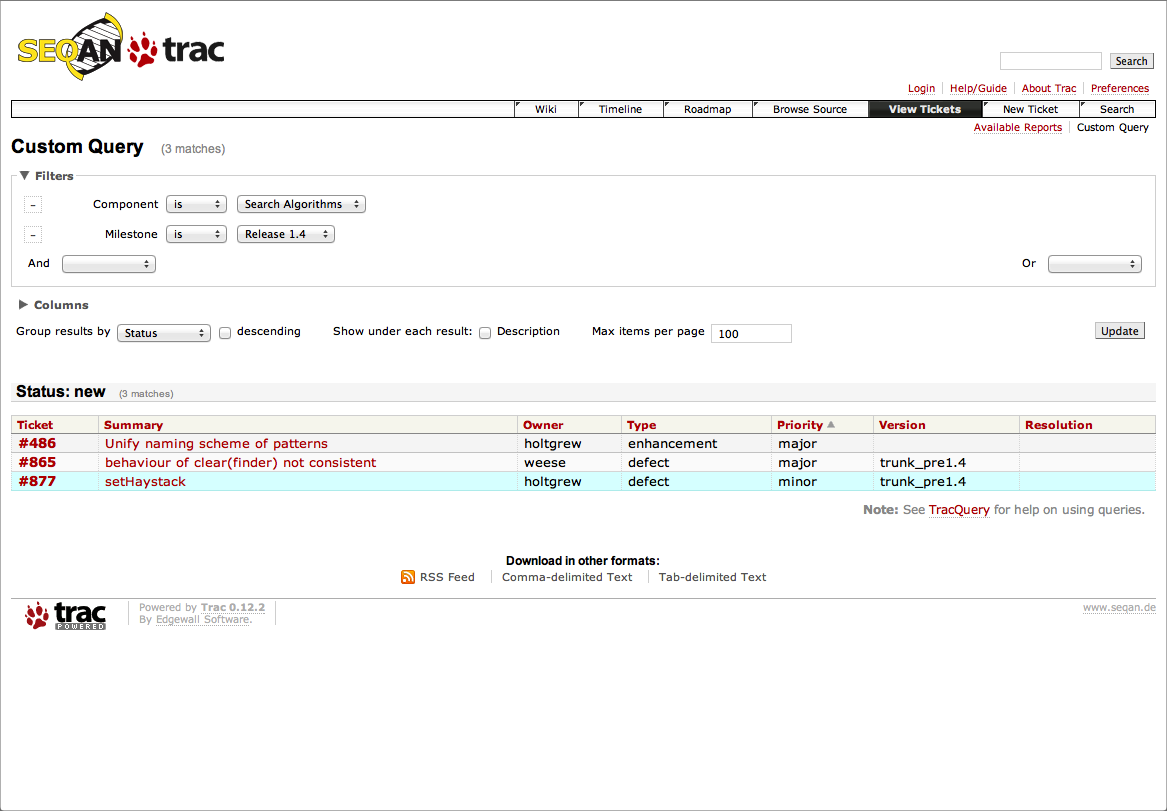 SEQAN trac
Search
Login Help/Guide About Trac Preferences
Wiki Timeline Roadmap Browse Source View Tickets New Ticket Search
Available Reports Custom Query
Custom Query (3 matches)
Filters
- Component is Search Algorithms
- Milestone is Release 1.4
And Or
Columns
Group results by Status descending Show under each result: Description Max items per page 100 Update
Status: new (3 matches)
Ticket Summary Owner Type Priority Version Resolution
#486 Unify naming scheme of patterns holtgrew enhancement major
#865 behaviour of clear(finder) not consistent weese defect major trunk_pre1.4
#877 setHaystack holtgrew defect minor trunk_pre1.4
Note: See TracQuery for help on using queries.
Download in other formats:
RSS Feed Comma-delimited Text Tab-delimited Text
trac POWERED
Powered by Trac 0.12.2
By Edgewall Software.
www.seqan.de